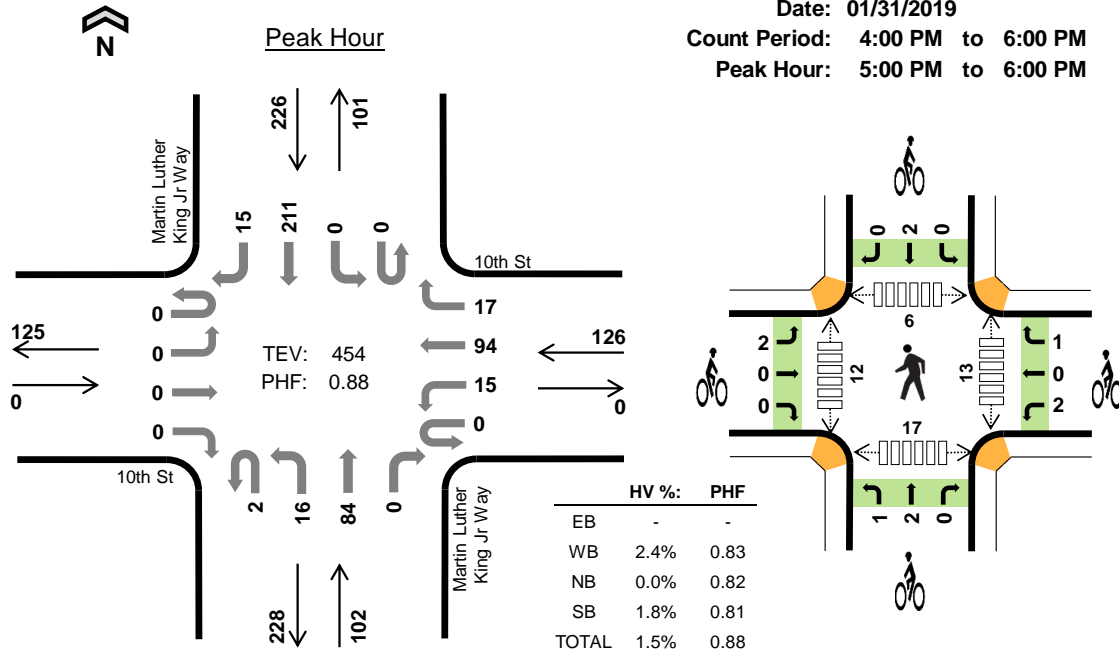 N
Peak Hour
Date: 01/31/2019
Count Period: 4:00 PM to 6:00 PM
Peak Hour: 5:00 PM to 6:00 PM
226
101
Martin Luther
King Jr Way
15
211
0
0
10th St
0
0
0
0
17
94
15
0
125
0
126
0
TEV: 454
PHF: 0.88
10th St
2
16
84
0
Martin Luther
King Jr Way
228
102
0
2
0
6
2
0
0
12
13
1
0
2
17
1
2
0
HV %: PHF
EB - -
WB 2.4% 0.83
NB 0.0% 0.82
SB 1.8% 0.81
TOTAL 1.5% 0.88